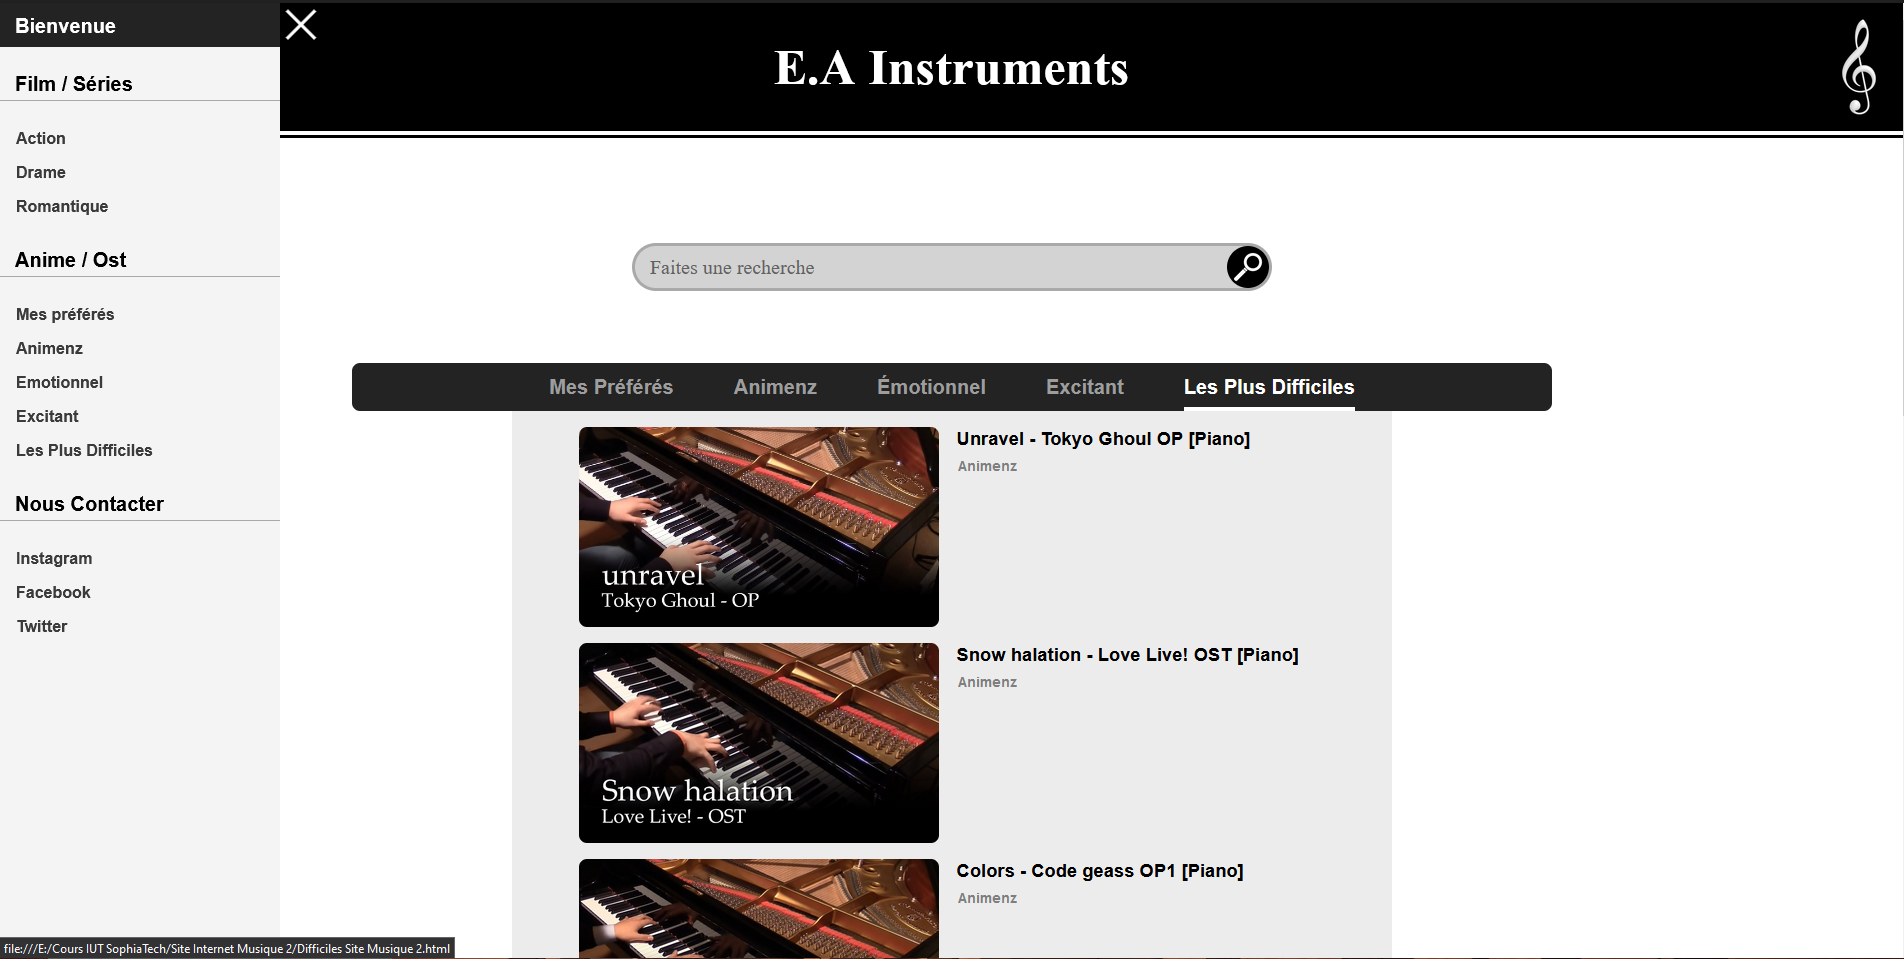 Bienvenue
Film / Séries
Action
Drame
Romantique
Anime / Ost
Mes préférés
Animenz
Emotionnel
Excitant
Les Plus Difficiles
Nous Contacter
Instagram
Facebook
Twitter
E.A Instruments
Faites une recherche
Mes Préférés Animenz Émotionnel Excitant Les Plus Difficiles
unravel
Tokyo Ghoul - OP
Unravel - Tokyo Ghoul OP [Piano]
Animenz
Snow halation
Love Live! - OST
Snow halation - Love Live! OST [Piano]
Animenz
Colors - Code geass OP1 [Piano]
Animenz
file:///E:/Cours IUT SophiaTech/Site Internet Musique 2/Difficiles Site Musique 2.html